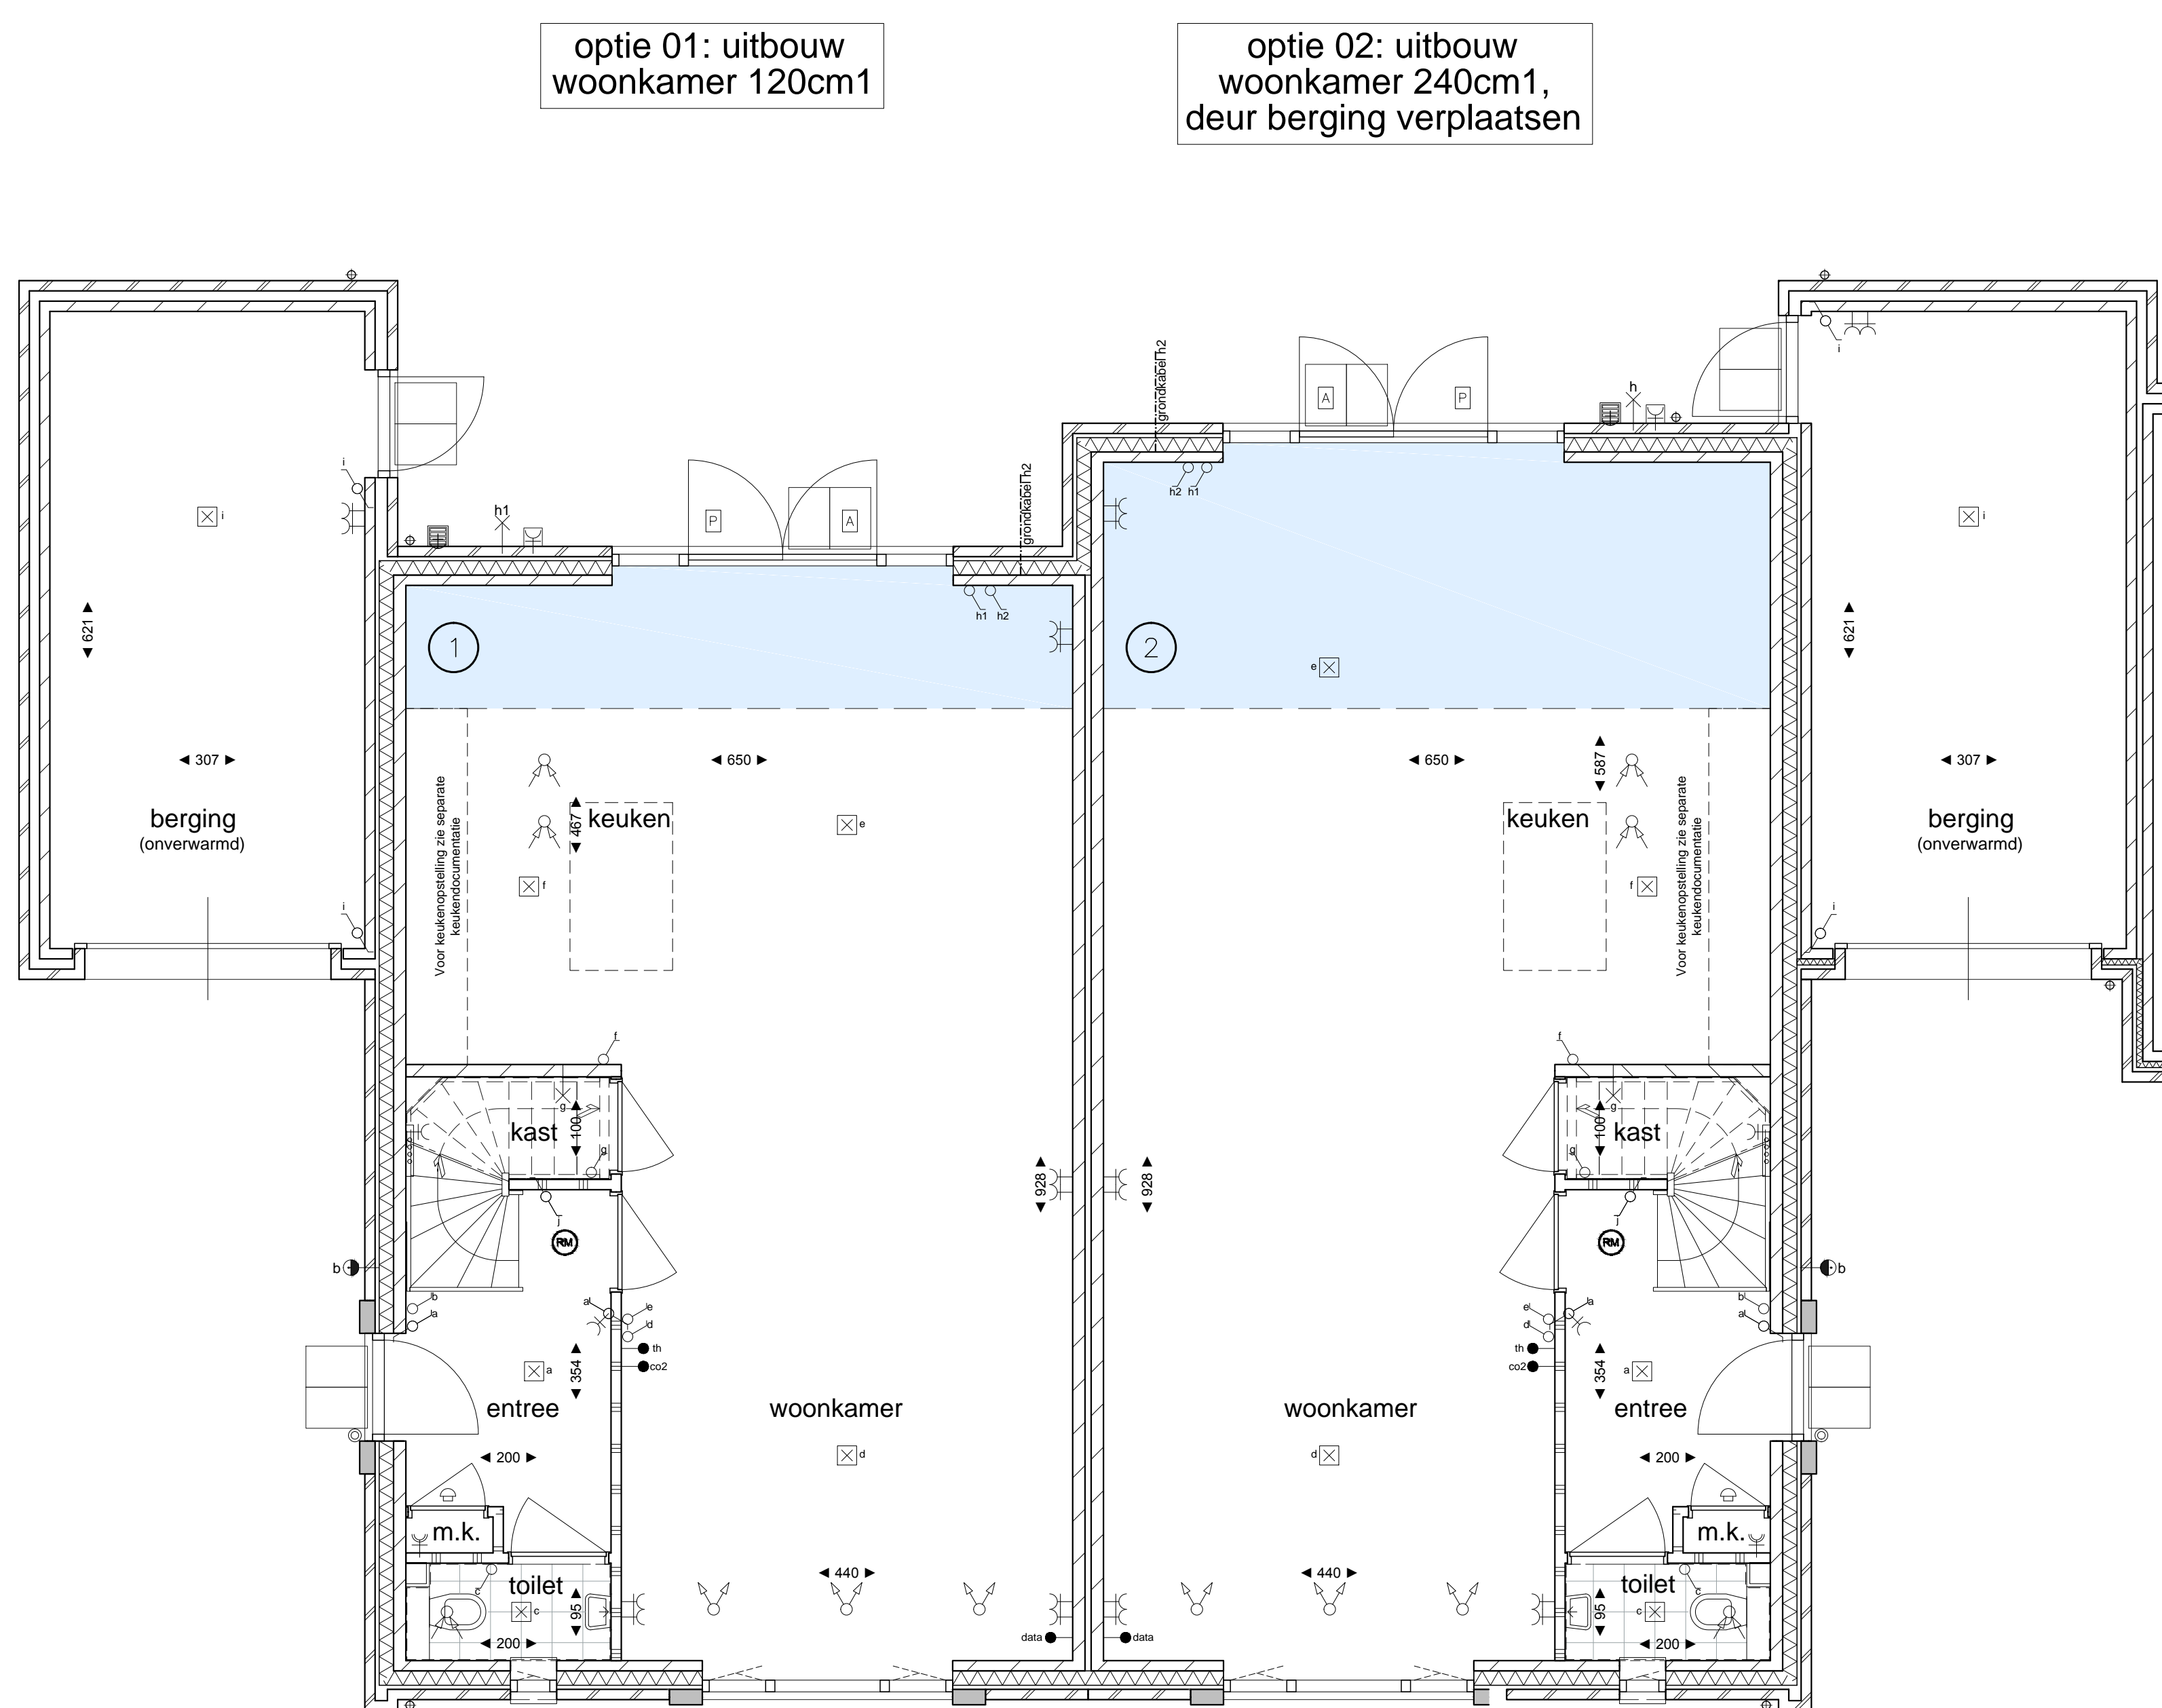 optie 01: uitbouw
woonkamer 120cm1
optie 02: uitbouw
woonkamer 240cm1,
deur berging verplaatsen
grondkabel h2
A
P
h
i
h2 h1
i
i
h1
P
A
grondkabel h2
i
h1 h2
1
2
e
621
621
307
650
650
587
307
berging
(onverwarmd)
467
keuken
e
f
Voor keukenopstelling zie separate
keukendocumentatie
keuken
f
Voor keukenopstelling zie separate
keukendocumentatie
berging
(onverwarmd)
i
i
f
f
g
kast
100
g
j
RM
g
100
kast
g
j
RM
928
928
b
b
b
a
a
e
d
th
co2
e
d
th
co2
a
b
a
a
354
354
a
entree
woonkamer
woonkamer
entree
200
d
d
200
m.k.
m.k.
toilet
c
c
95
200
440
440
toilet
c
c
95
200
data
data